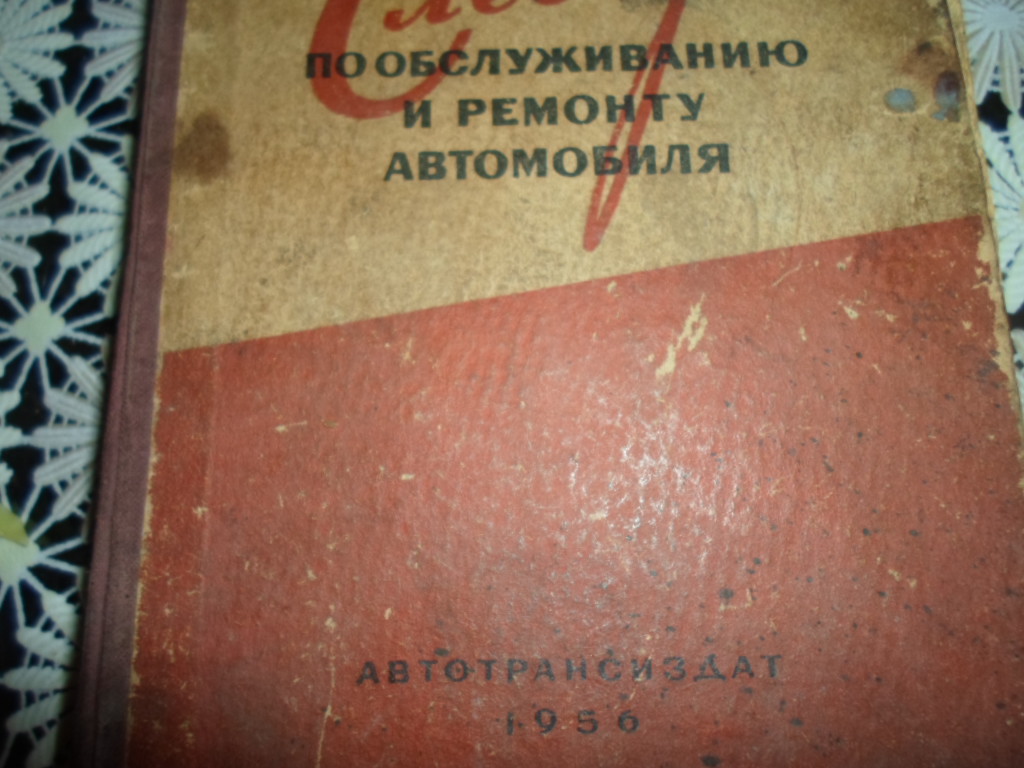 ПО ОБСЛУЖИВАНИЮ
И РЕМОНТУ
АВТОМОБИЛЯ
АВТОТРАНСИЗДАТ
1956